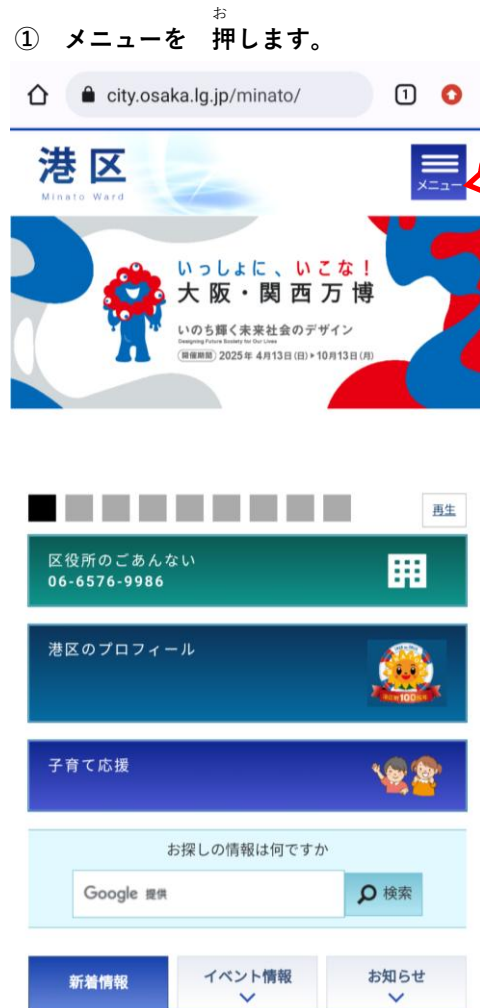 お
① メニューを 押します。
city.osaka.lg.jp/minato/
1
港区
Minato Ward
メニュー
いっしょに、いこな!
大阪・関西万博
いのち輝く未来社会のデザイン
Designing Future Society for Our Lives
開催期間 2025年 4月13日(日)▸10月13日(月)
再生
区役所のごあんない
06-6576-9986
港区のプロフィール
子育て応援
お探しの情報は何ですか
Google 提供
検索
新着情報
イベント情報
お知らせ